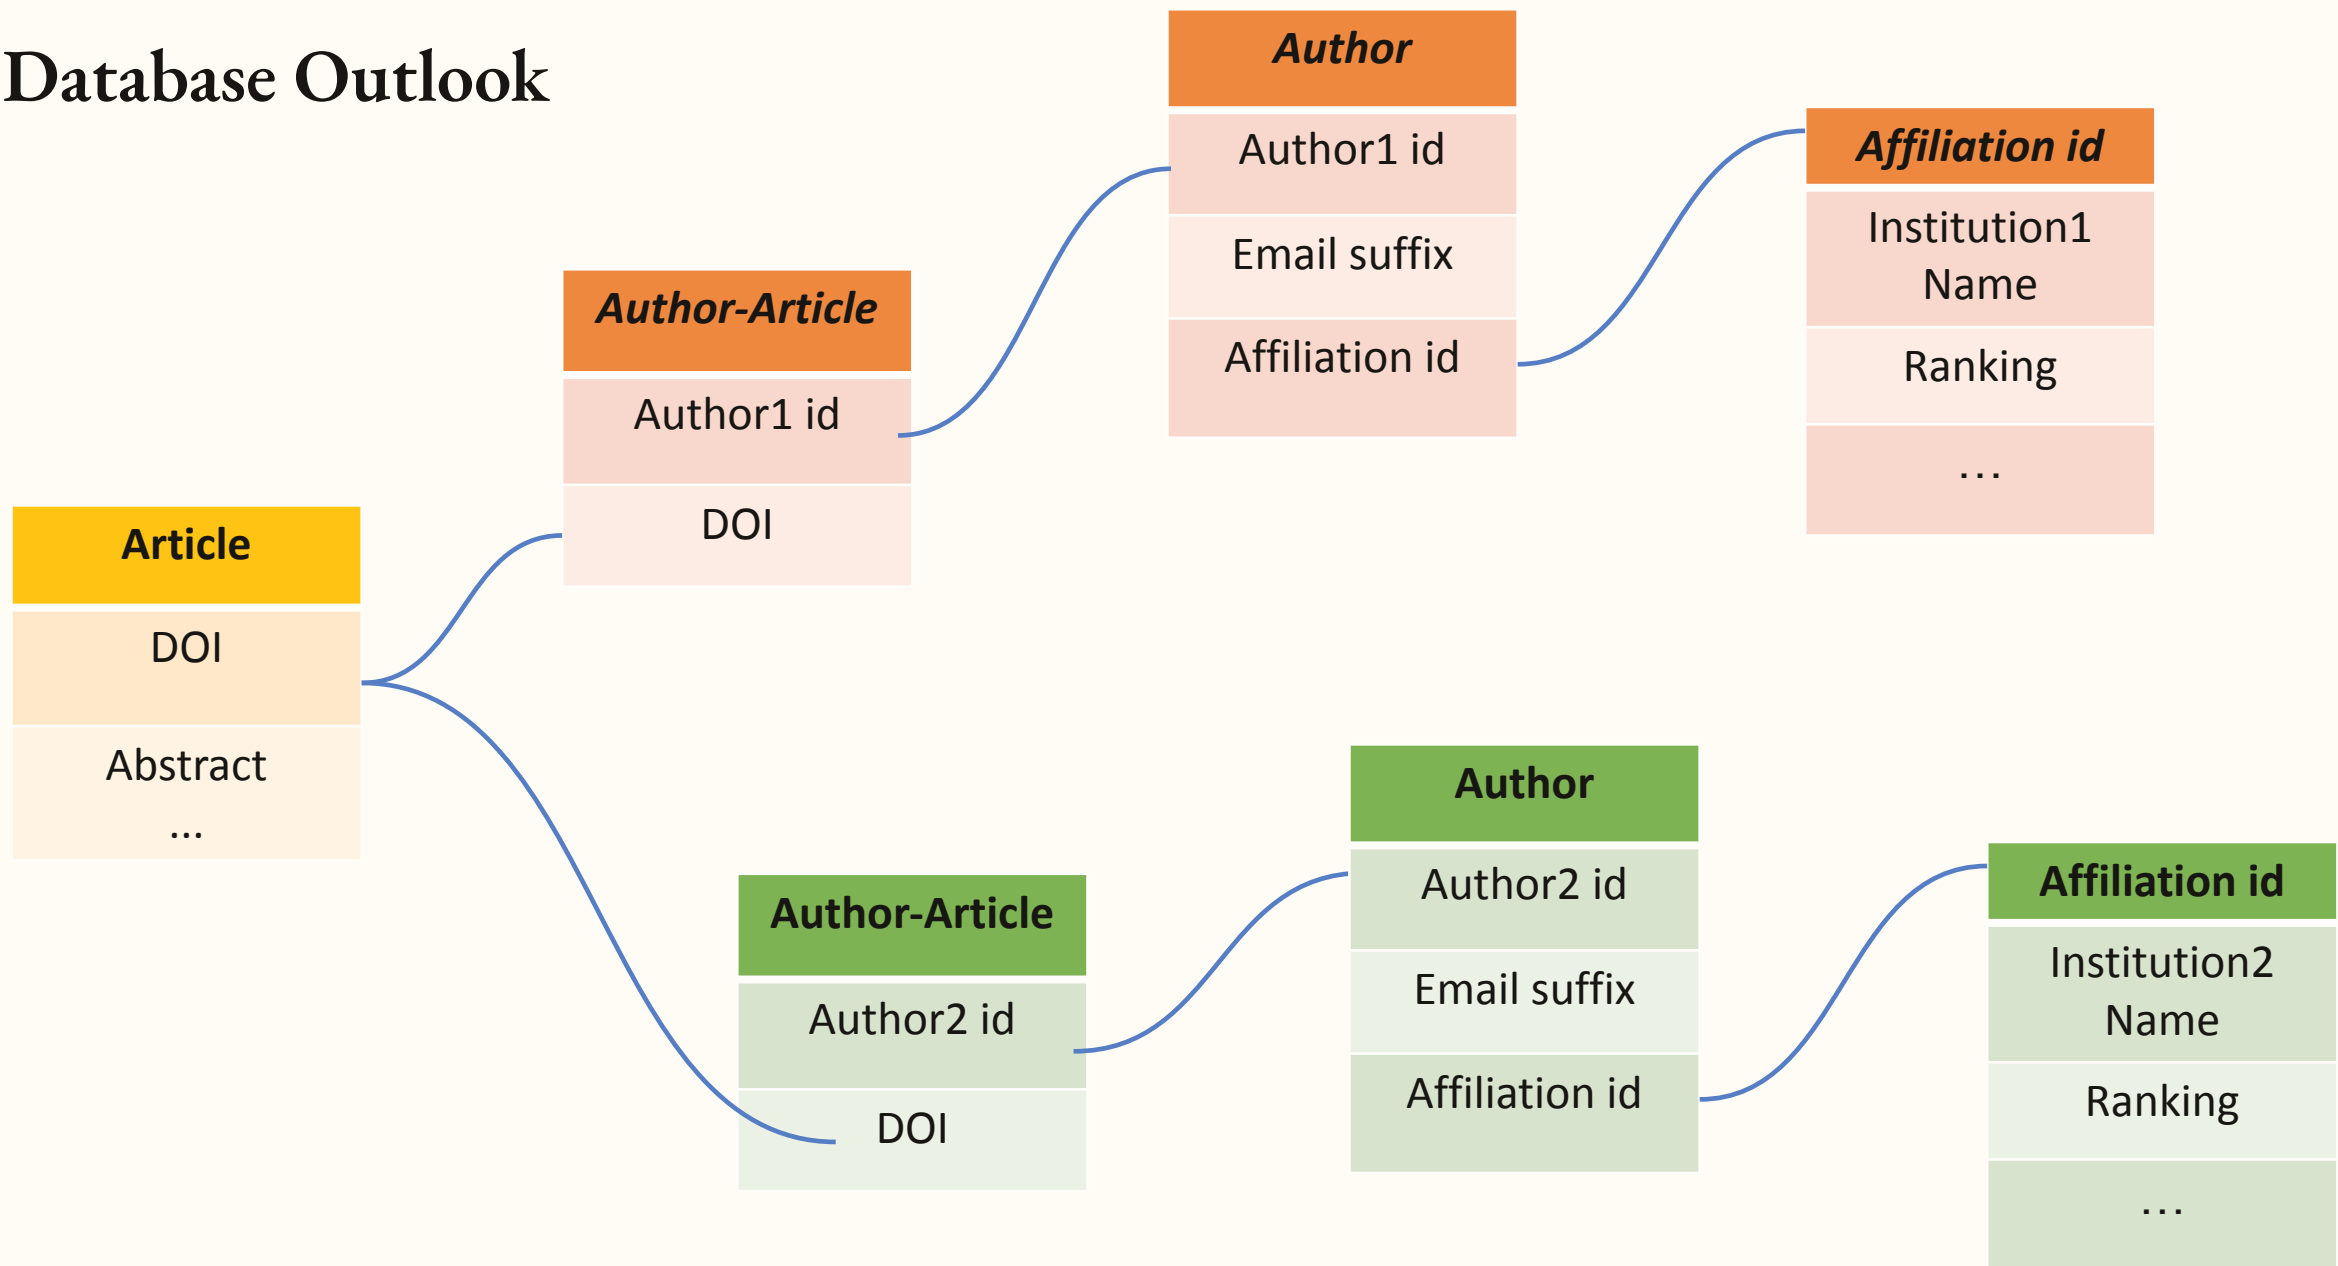 Database Outlook
Author
Author1 id
Email suffix
Affiliation id
Affiliation id
Institution1
Name
Ranking
...
Author-Article
Author1 id
DOI
Article
DOI
Abstract
...
Author-Article
Author2 id
DOI
Author
Author2 id
Email suffix
Affiliation id
Affiliation id
Institution2
Name
Ranking
...